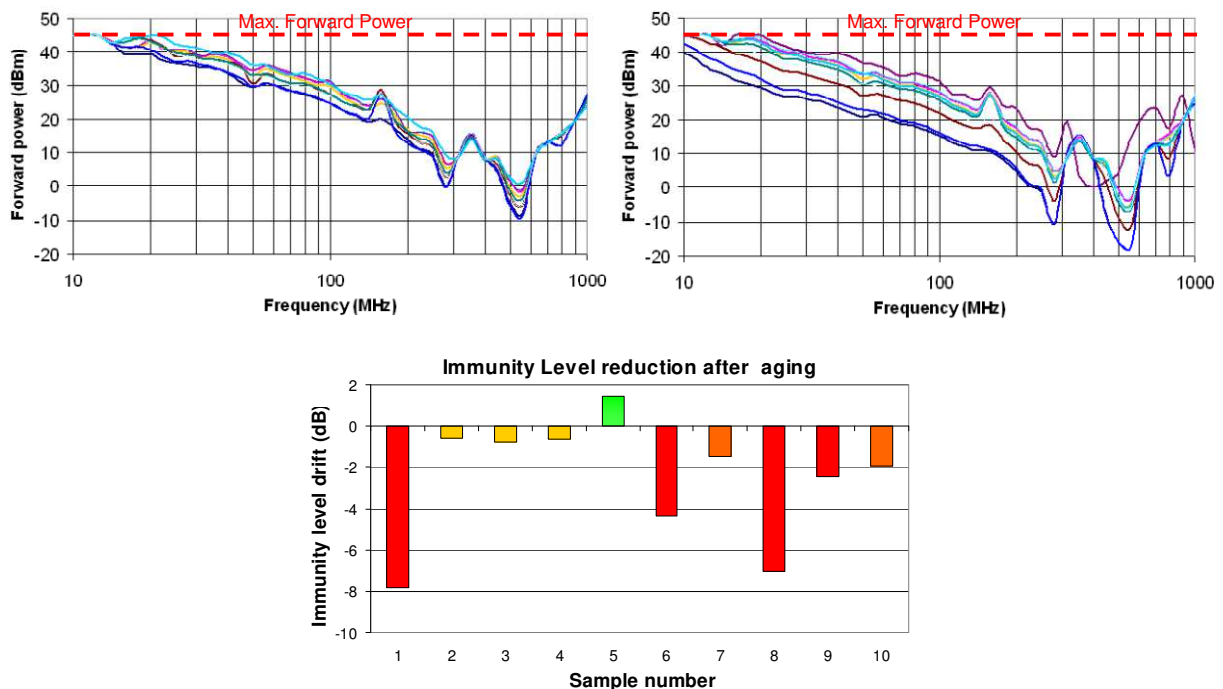 Max. Forward Power
50
40
30
20
10
0
-10
-20
Forward power (dBm)
10
100
1000
Frequency (MHz)
Max. Forward Power
50
40
30
20
10
0
-10
-20
Forward power (dBm)
10
100
1000
Frequency (MHz)
Immunity Level reduction after aging
2
0
-2
-4
-6
-8
-10
Immunity level drift (dB)
1 2 3 4 5 6 7 8 9 10
Sample number